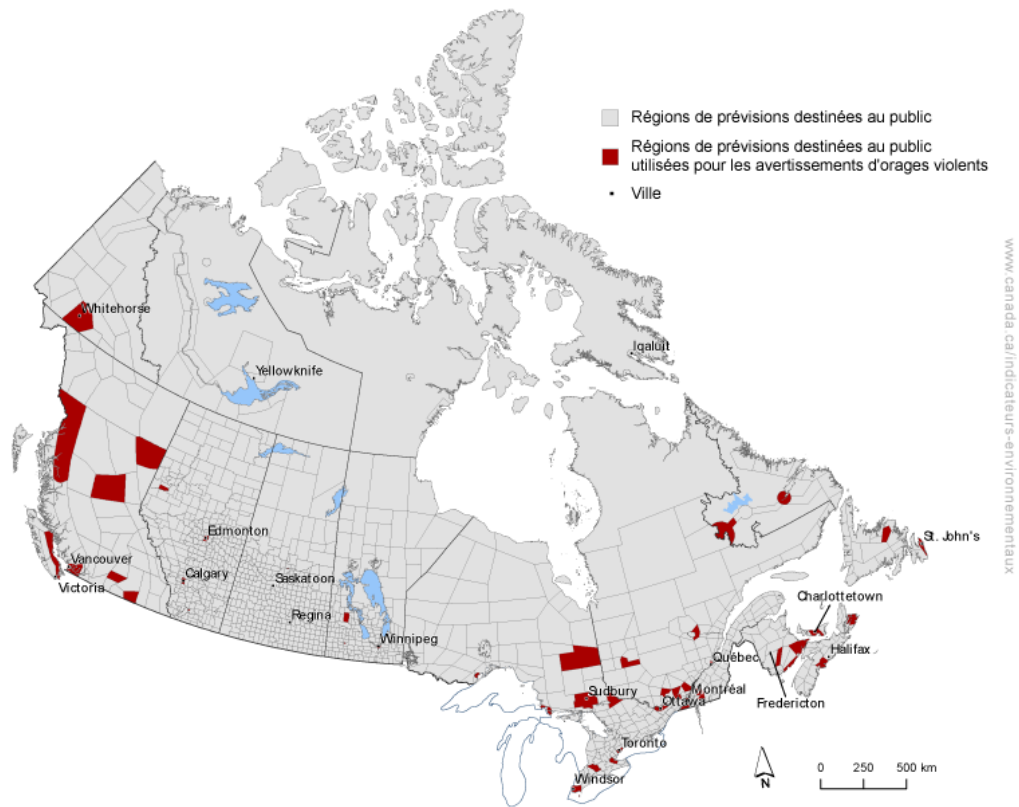 Régions de prévisions destinées au public
Régions de prévisions destinées au public
utilisées pour les avertissements d'orages violents
Ville
www.canada.ca/indicateurs-environnementaux
Whitehorse
Iqaluit
Yellowknife
Edmonton
St. John's
Vancouver
Calgary
Saskatoon
Victoria
Charlottetown
Regina
Winnipeg
Halifax
Québec
Sudbury
Montréal
Ottawa
Fredericton
Toronto
Windsor
N
0 250 500 km